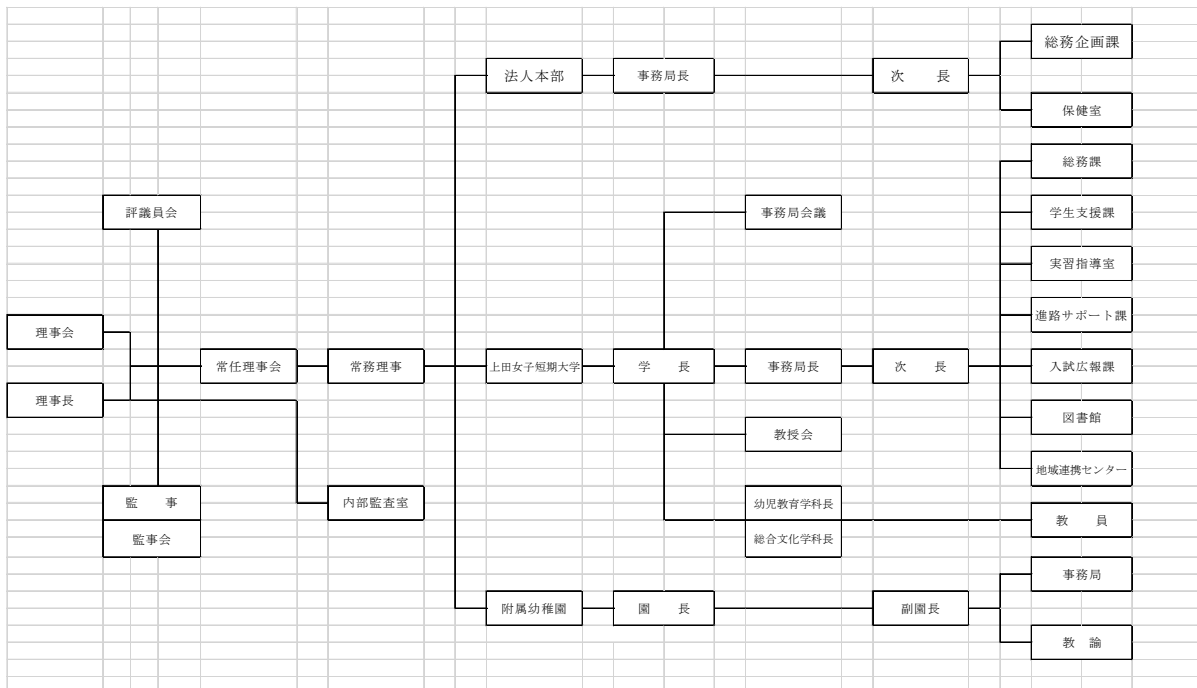 総務企画課
法人本部
事務局長
次　長
保健室
総務課
評議員会
事務局会議
学生支援課
実習指導室
理事会
進路サポート課
常任理事会
常務理事
上田女子短期大学
学　長
事務局長
次　長
入試広報課
理事長
図書館
教授会
地域連携センター
監　事
内部監査室
幼児教育学科長
教　員
監事会
総合文化学科長
事務局
附属幼稚園
園　長
副園長
教　諭